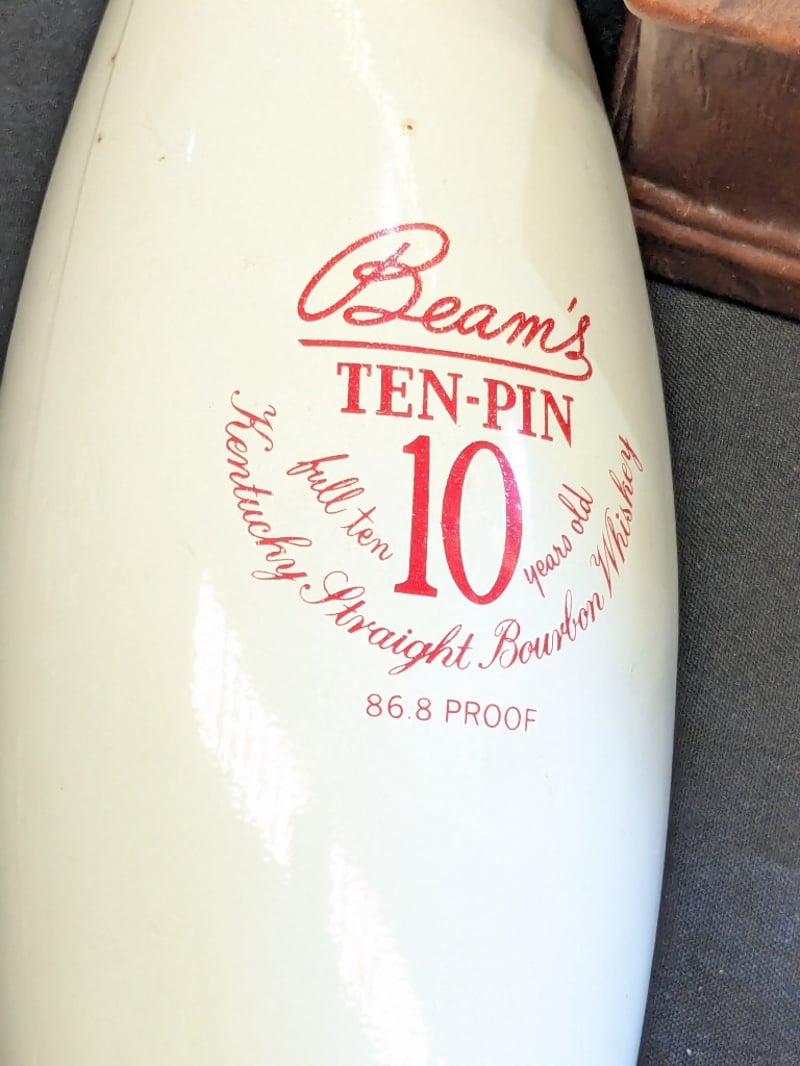 Beam's
TEN-PIN
10
full ten years old
Kentucky Straight Bourbon Whiskey
86.8 PROOF